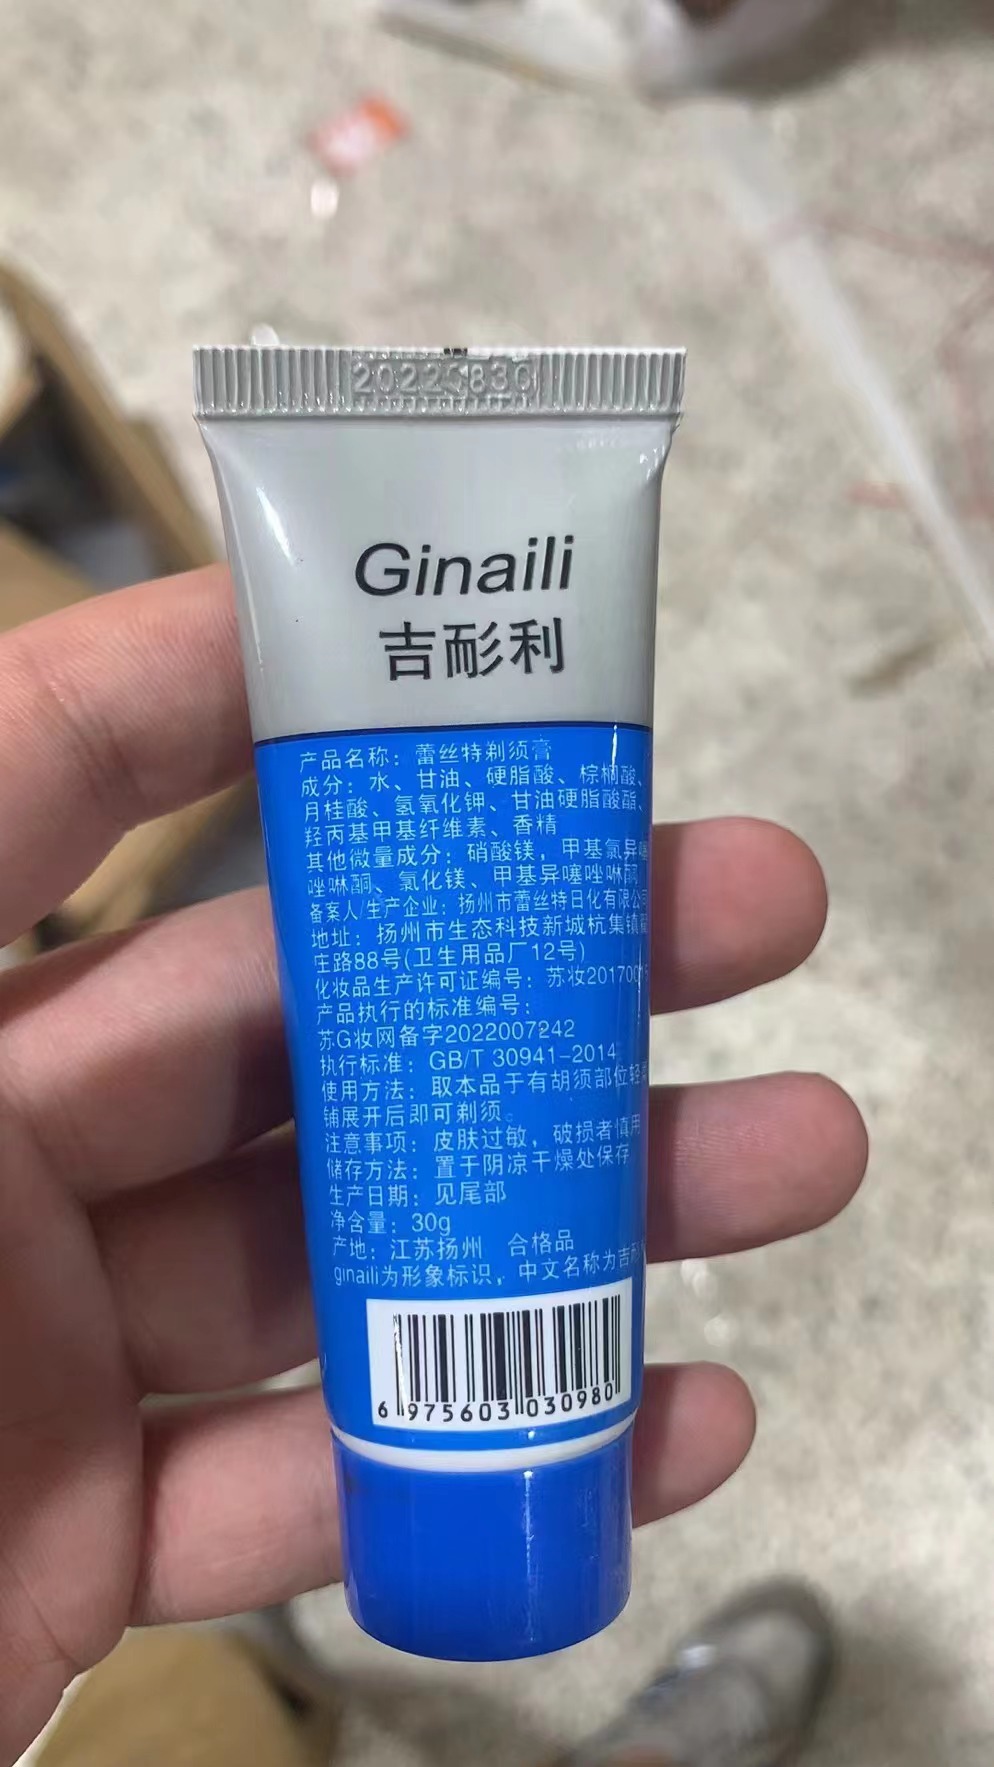 20220830
Ginaili
吉耏利
产品名称：蕾丝特剃须膏
成分：水、甘油、硬脂酸、棕榈酸、
月桂酸、氢氧化钾、甘油硬脂酸酯、
羟丙基甲基纤维素、香精
其他微量成分：硝酸镁，甲基氯异噻
唑啉酮、氯化镁、甲基异噻唑啉酮
备案人/生产企业：扬州市蕾丝特日化有限公司
地址：扬州市生态科技新城杭集镇
庄路88号(卫生用品厂12号)
化妆品生产许可证编号：苏妆201700
产品执行的标准编号：
苏G妆网备字2022007242
执行标准：GB/T 30941-2014
使用方法：取本品于有胡须部位轻
铺展开后即可剃须。
注意事项：皮肤过敏，破损者慎用
储存方法：置于阴凉干燥处保存
生产日期：见尾部
净含量：30g
产地：江苏扬州 合格品
ginaili为形象标识，中文名称为吉耏
6 975603 030980